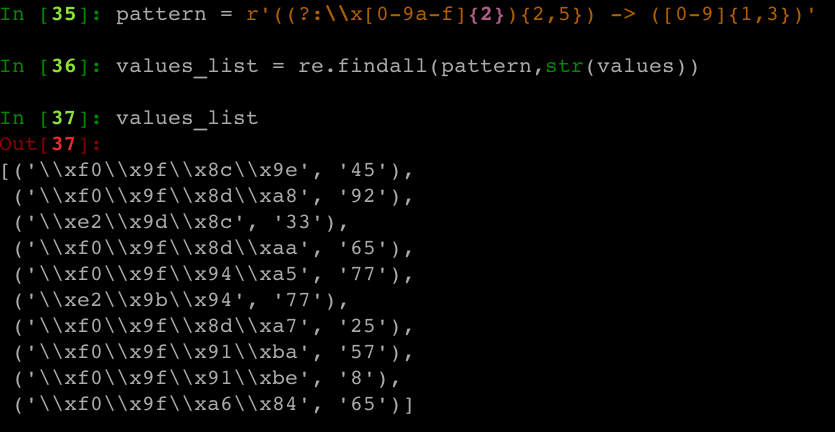 In [35]: pattern = r'((?:\\x[0-9a-f]{2}){2,5}) -> ([0-9]{1,3})'
In [36]: values_list = re.findall(pattern,str(values))
In [37]: values_list
Out[37]:
[('\\xf0\\x9f\\x8c\\x9e', '45'),
 ('\\xf0\\x9f\\x8d\\xa8', '92'),
 ('\\xe2\\x9d\\x8c', '33'),
 ('\\xf0\\x9f\\x8d\\xaa', '65'),
 ('\\xf0\\x9f\\x94\\xa5', '77'),
 ('\\xe2\\x9b\\x94', '77'),
 ('\\xf0\\x9f\\x8d\\xa7', '25'),
 ('\\xf0\\x9f\\x91\\xba', '57'),
 ('\\xf0\\x9f\\x91\\xbe', '8'),
 ('\\xf0\\x9f\\xa6\\x84', '65')]